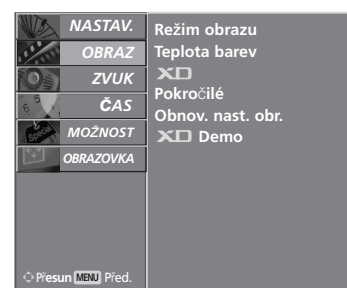 NASTAV.
OBRAZ
ZVUK
ČAS
MOŽNOST
OBRAZOVKA
Režim obrazu
Teplota barev
XD
Pokročilé
Obnov. nast. obr.
XD Demo
Přesun MENU Před.